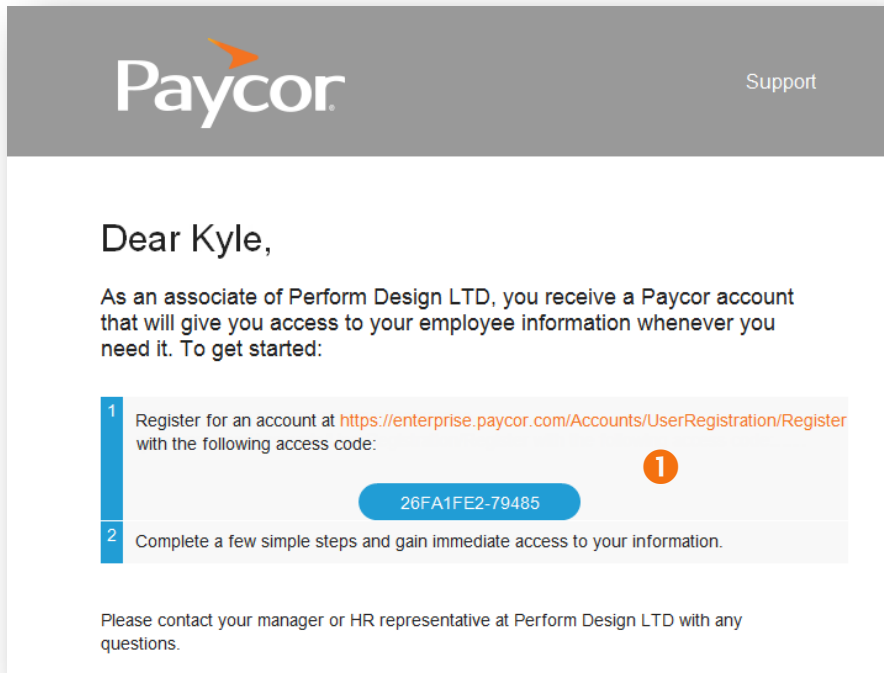 Paycor
Support
Dear Kyle,
As an associate of Perform Design LTD, you receive a Paycor account
that will give you access to your employee information whenever you
need it. To get started:
1
Register for an account at https://enterprise.paycor.com/Accounts/UserRegistration/Register
with the following access code:
1
26FA1FE2-79485
2
Complete a few simple steps and gain immediate access to your information.
Please contact your manager or HR representative at Perform Design LTD with any
questions.